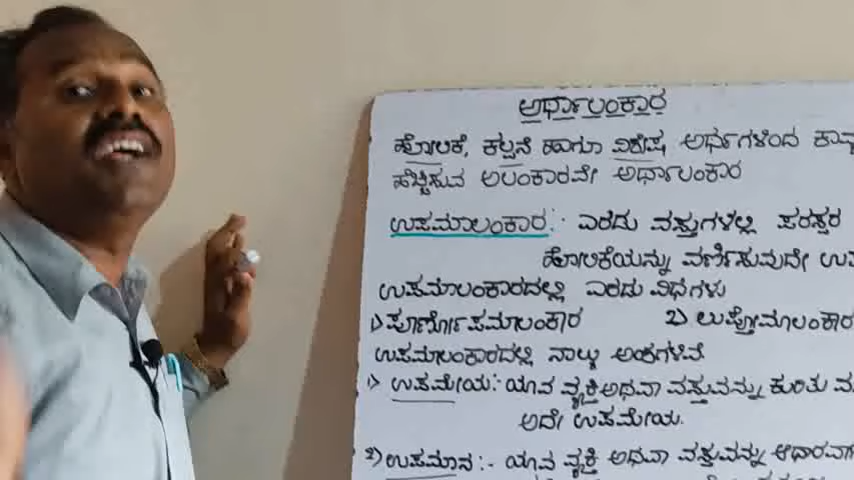 ಅರ್ಥಾಲಂಕಾರ
ಹೋಲಿಕೆ, ಕಲ್ಪನೆ ಹಾಗೂ ವಿಶೇಷ ಅರ್ಥಗಳಿಂದ
ಹೆಚ್ಚಿಸುವ ಅಲಂಕಾರವೇ ಅರ್ಥಾಲಂಕಾರ
ಉಪಮಾಲಂಕಾರ:- ಎರಡು ವಸ್ತುಗಳಲ್ಲಿ ಪರಸ್ಪರ
ಹೋಲಿಕೆಯನ್ನು ವರ್ಣಿಸುವುದೇ
ಉಪಮಾಲಂಕಾರದಲ್ಲಿ ಎರಡು ವಿಧಗಳು
1) ಪೂರ್ಣೋಪಮಾಲಂಕಾರ 2) ಲುಪ್ತೋಮಾಲಂಕಾರ
ಉಪಮಾಲಂಕಾರದಲ್ಲಿ ನಾಲ್ಕು ಅಂಶಗಳಿವೆ
1) ಉಪಮೇಯ:- ಯಾವ ವ್ಯಕ್ತಿ ಅಥವಾ ವಸ್ತುವನ್ನು ಕುರಿತು
ಅದೇ ಉಪಮೇಯ.
2) ಉಪಮಾನ:- ಯಾವ ವ್ಯಕ್ತಿ ಅಥವಾ ವಸ್ತುವನ್ನು ಆಧಾರವಾಗಿ